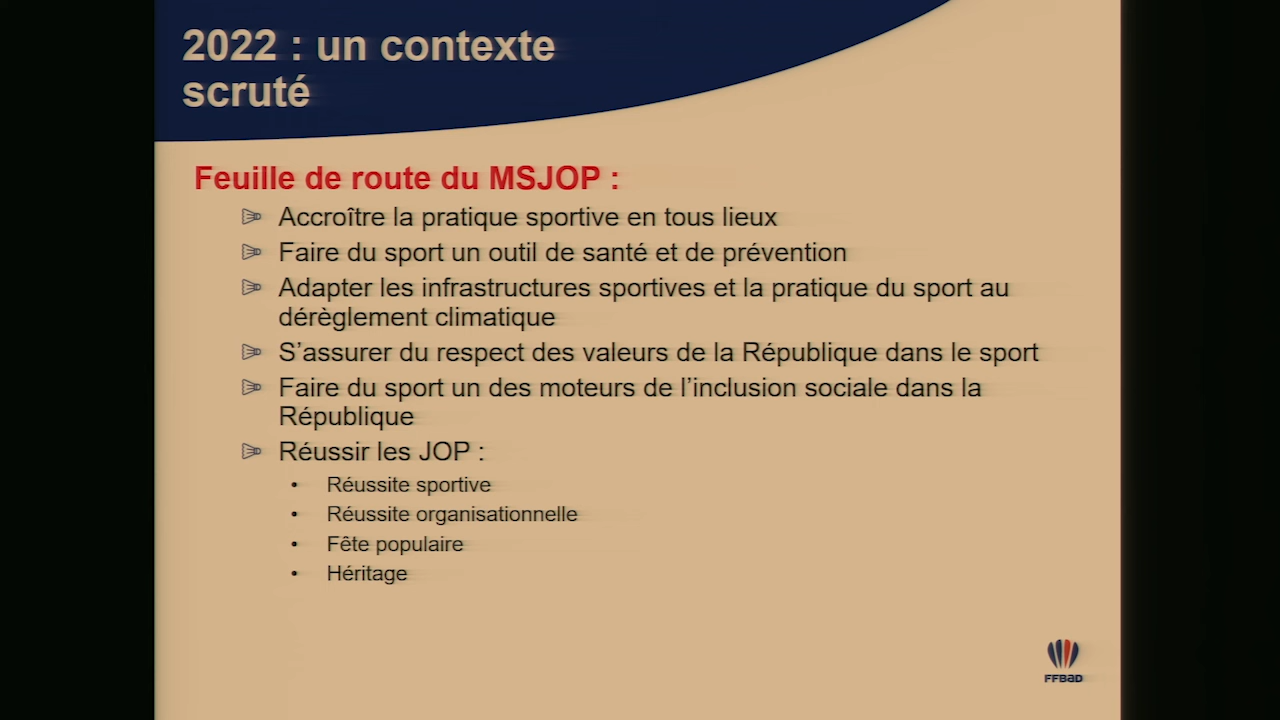 2022 : un contexte
scruté
Feuille de route du MSJOP :
Accroître la pratique sportive en tous lieux
Faire du sport un outil de santé et de prévention
Adapter les infrastructures sportives et la pratique du sport au
dérèglement climatique
S’assurer du respect des valeurs de la République dans le sport
Faire du sport un des moteurs de l’inclusion sociale dans la
République
Réussir les JOP :
• Réussite sportive
• Réussite organisationnelle
• Fête populaire
• Héritage
FFBaD